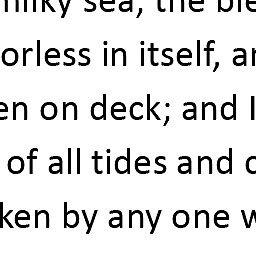 milky sea, the ble
orless in itself, a
en on deck; and I
of all tides and
ken by any one w